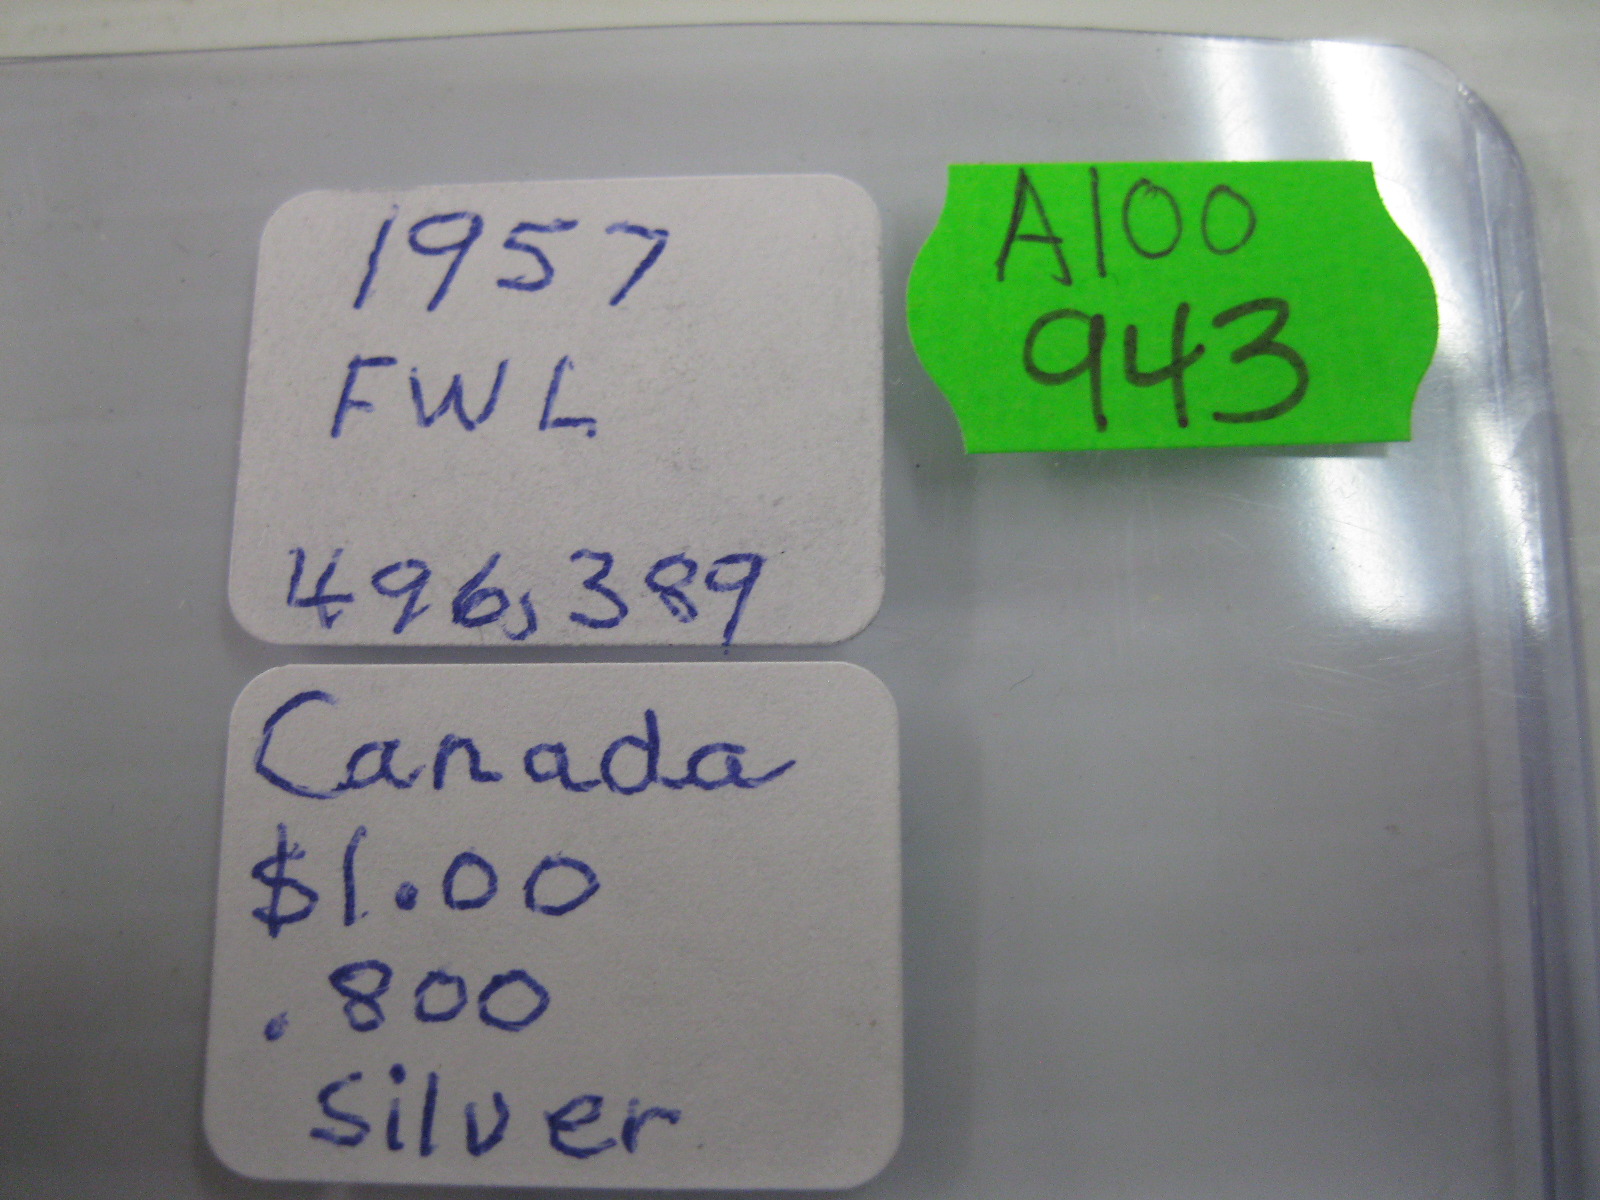 1957
FWL
496,389
Canada
$1.00
.800
silver
A100
943